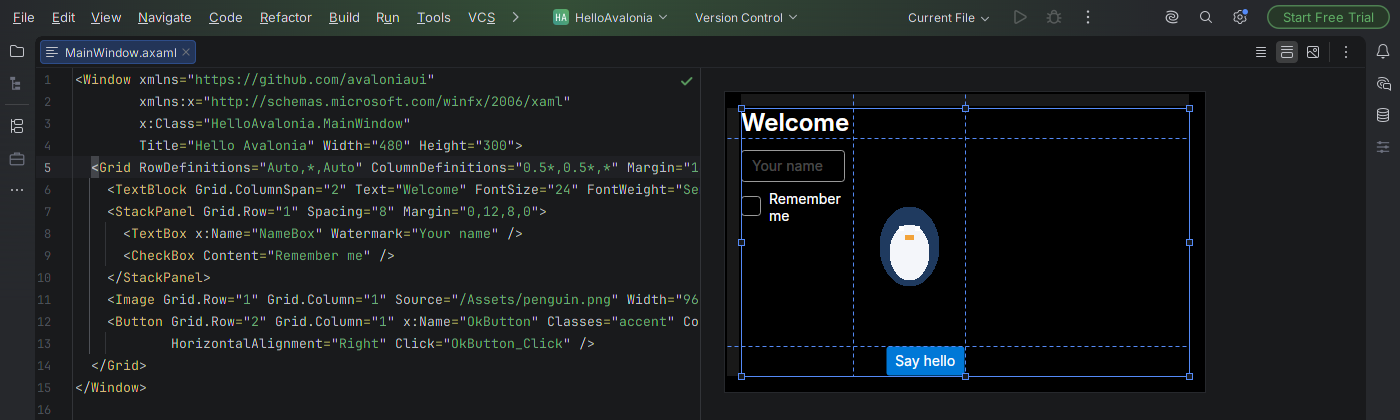 File Edit View Navigate Code Refactor Build Run Tools VCS HA HelloAvalonia Version Control Current File Start Free Trial
MainWindow.axaml
1 <Window xmlns="https://github.com/avaloniaui"
2 xmlns:x="http://schemas.microsoft.com/winfx/2006/xaml"
3 x:Class="HelloAvalonia.MainWindow"
4 Title="Hello Avalonia" Width="480" Height="300">
5 <Grid RowDefinitions="Auto,*,Auto" ColumnDefinitions="0.5*,0.5*,*" Margin="1
6 <TextBlock Grid.ColumnSpan="2" Text="Welcome" FontSize="24" FontWeight="Se
7 <StackPanel Grid.Row="1" Spacing="8" Margin="0,12,8,0">
8 <TextBox x:Name="NameBox" Watermark="Your name" />
9 <CheckBox Content="Remember me" />
10 </StackPanel>
11 <Image Grid.Row="1" Grid.Column="1" Source="/Assets/penguin.png" Width="96
12 <Button Grid.Row="2" Grid.Column="1" x:Name="OkButton" Classes="accent" Co
13 HorizontalAlignment="Right" Click="OkButton_Click" />
14 </Grid>
15 </Window>
16
Welcome
Your name
Remember
me
Say hello